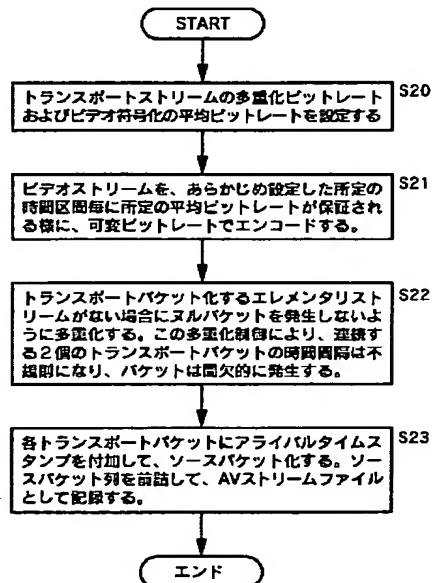 START
トランスポートストリームの多重化ビットレート
およびビデオ符号化の平均ビットレートを設定する
S20
ビデオストリームを、あらかじめ設定した所定の
時間区間毎に所定の平均ビットレートが保証され
る様に、可変ビットレートでエンコードする。
S21
トランスポートパケット化するエレメンタリスト
リームがない場合にヌルパケットを発生しないよ
うに多重化する。この多重化制御により、連続す
る2個のトランスポートパケットの時間間隔は不
規則になり、パケットは間欠的に発生する。
S22
各トランスポートパケットにアライバルタイムス
タンプを付加して、ソースパケット化する。ソー
スパケット列を前詰して、AVストリームファイル
として記録する。
S23
エンド